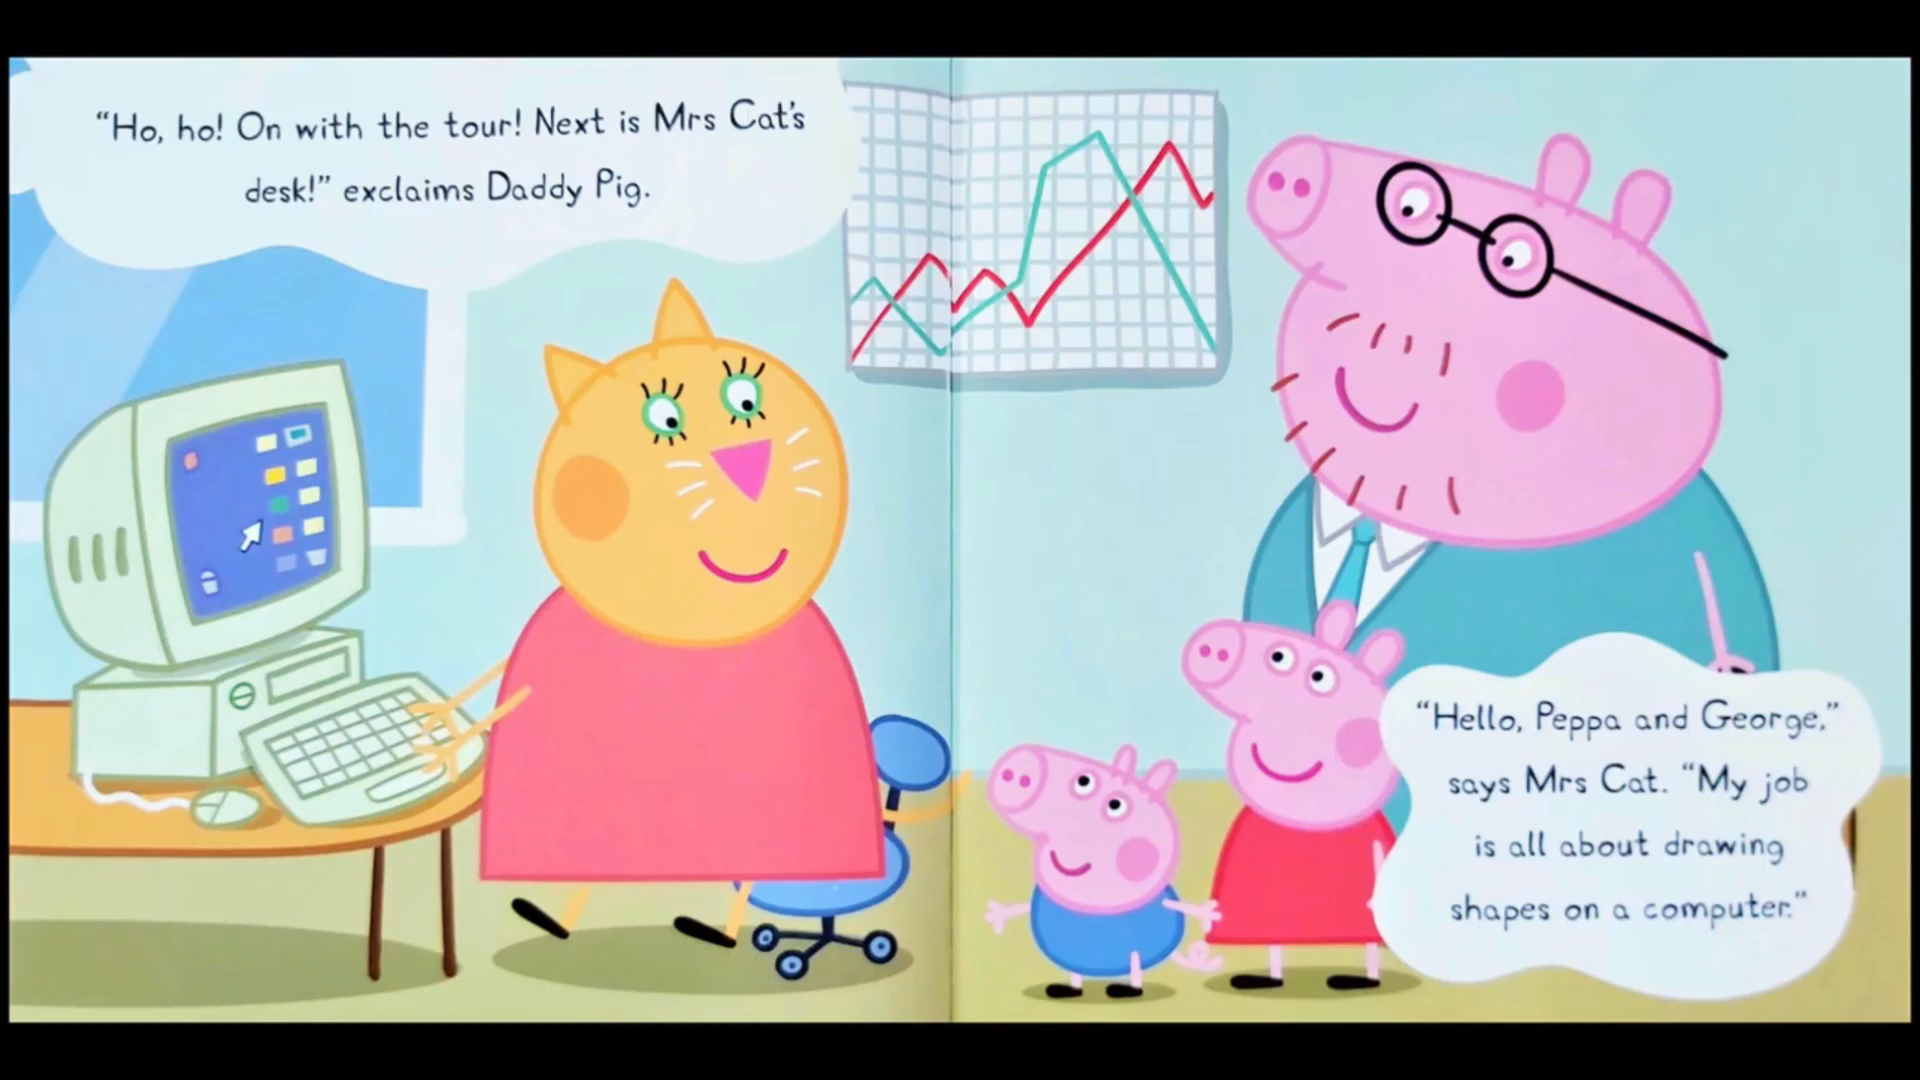 “Ho, ho! On with the tour! Next is Mrs Cat’s
desk!” exclaims Daddy Pig.
“Hello, Peppa and George,”
says Mrs Cat. “My job
is all about drawing
shapes on a computer.”